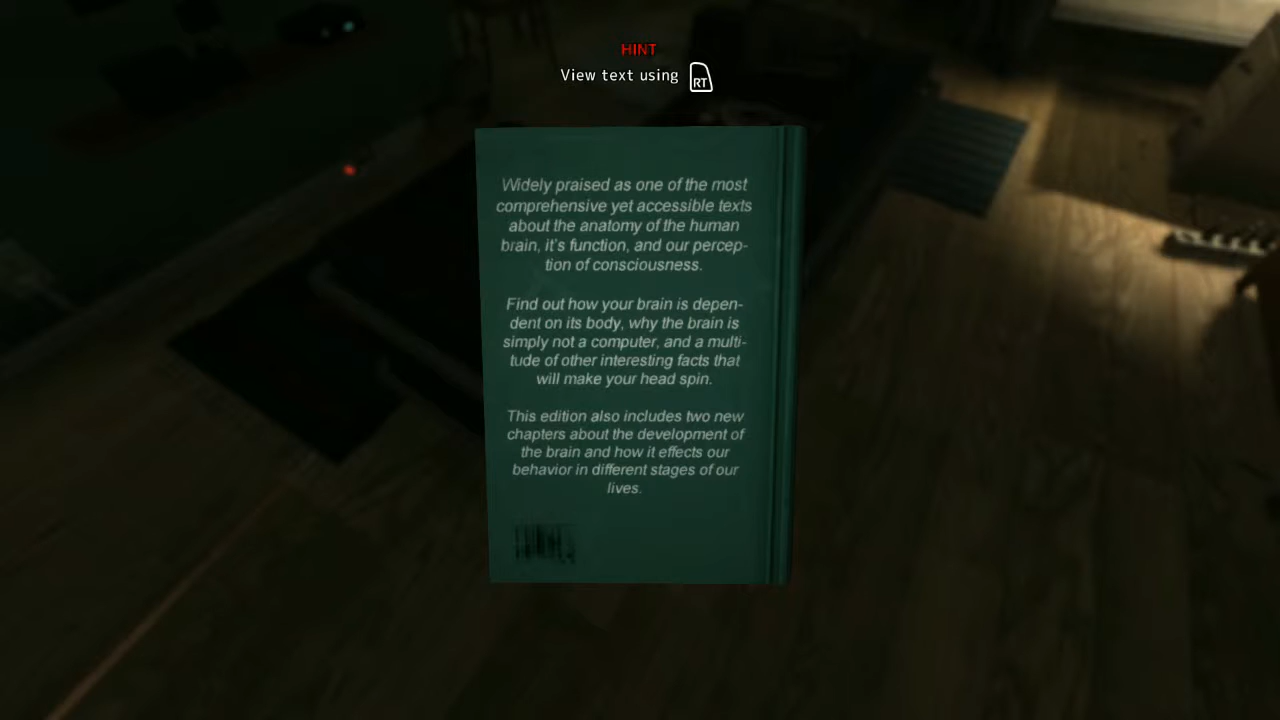 HINT
View text using RT
Widely praised as one of the most
comprehensive yet accessible texts
about the anatomy of the human
brain, it's function, and our percep-
tion of consciousness.
Find out how your brain is depen-
dent on its body, why the brain is
simply not a computer, and a multi-
tude of other interesting facts that
will make your head spin.
This edition also includes two new
chapters about the development of
the brain and how it effects our
behavior in different stages of our
lives.